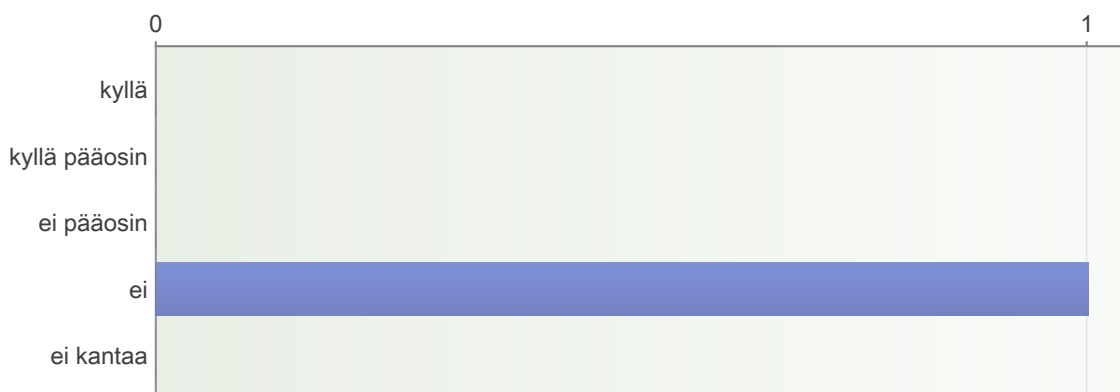 0 1
kyllä
kyllä pääosin
ei pääosin
ei
ei kantaa